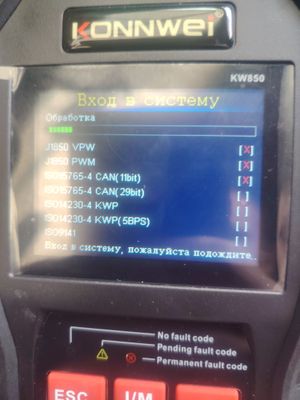 KONNWEI
KW850
Вход в систему
Обработка
J1850 VPW [X]
J1850 PWM [X]
ISO15765-4 CAN(11bit) [X]
ISO15765-4 CAN(29bit) [ ]
ISO14230-4 KWP [ ]
ISO14230-4 KWP(5BPS) [ ]
ISO9141 [ ]
Вход в систему, пожалуйста подождите
No fault code
Pending fault code
Permanent fault code
ESC
I/M